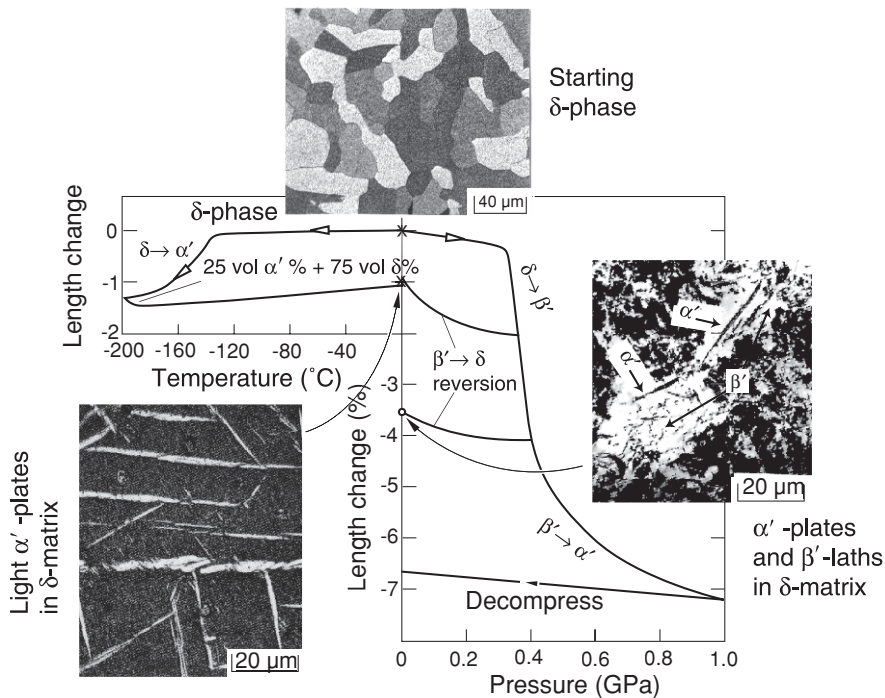 Starting
δ-phase
40 µm
δ-phase
Length change
0
-1
-2
δ→ α′
25 vol α′ % + 75 vol δ%
-200 -160 -120 -80 -40
Temperature (˚C)
δ→β′
β′→ δ
reversion
-3
-4
-5
-6
-7
Length change (%)
β′→ α′
Decompress
0 0.2 0.4 0.6 0.8 1.0
Pressure (GPa)
α′
α′
β′
20 µm
α′ -plates
and β′-laths
in δ-matrix
Light α′ -plates
in δ-matrix
20 µm